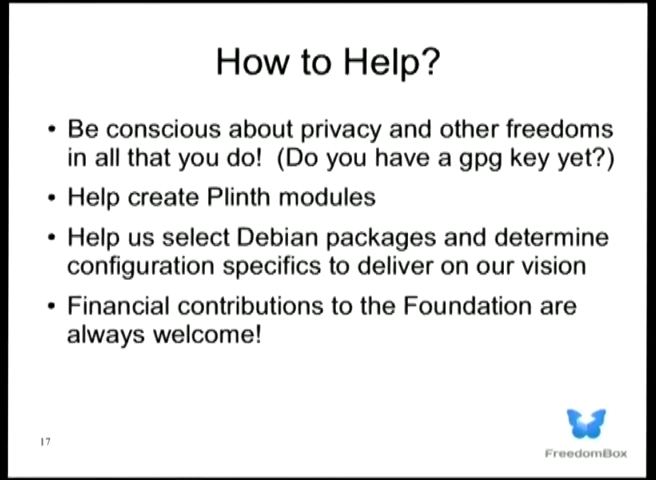 How to Help?
• Be conscious about privacy and other freedoms
in all that you do!  (Do you have a gpg key yet?)
• Help create Plinth modules
• Help us select Debian packages and determine
configuration specifics to deliver on our vision
• Financial contributions to the Foundation are
always welcome!
17
FreedomBox